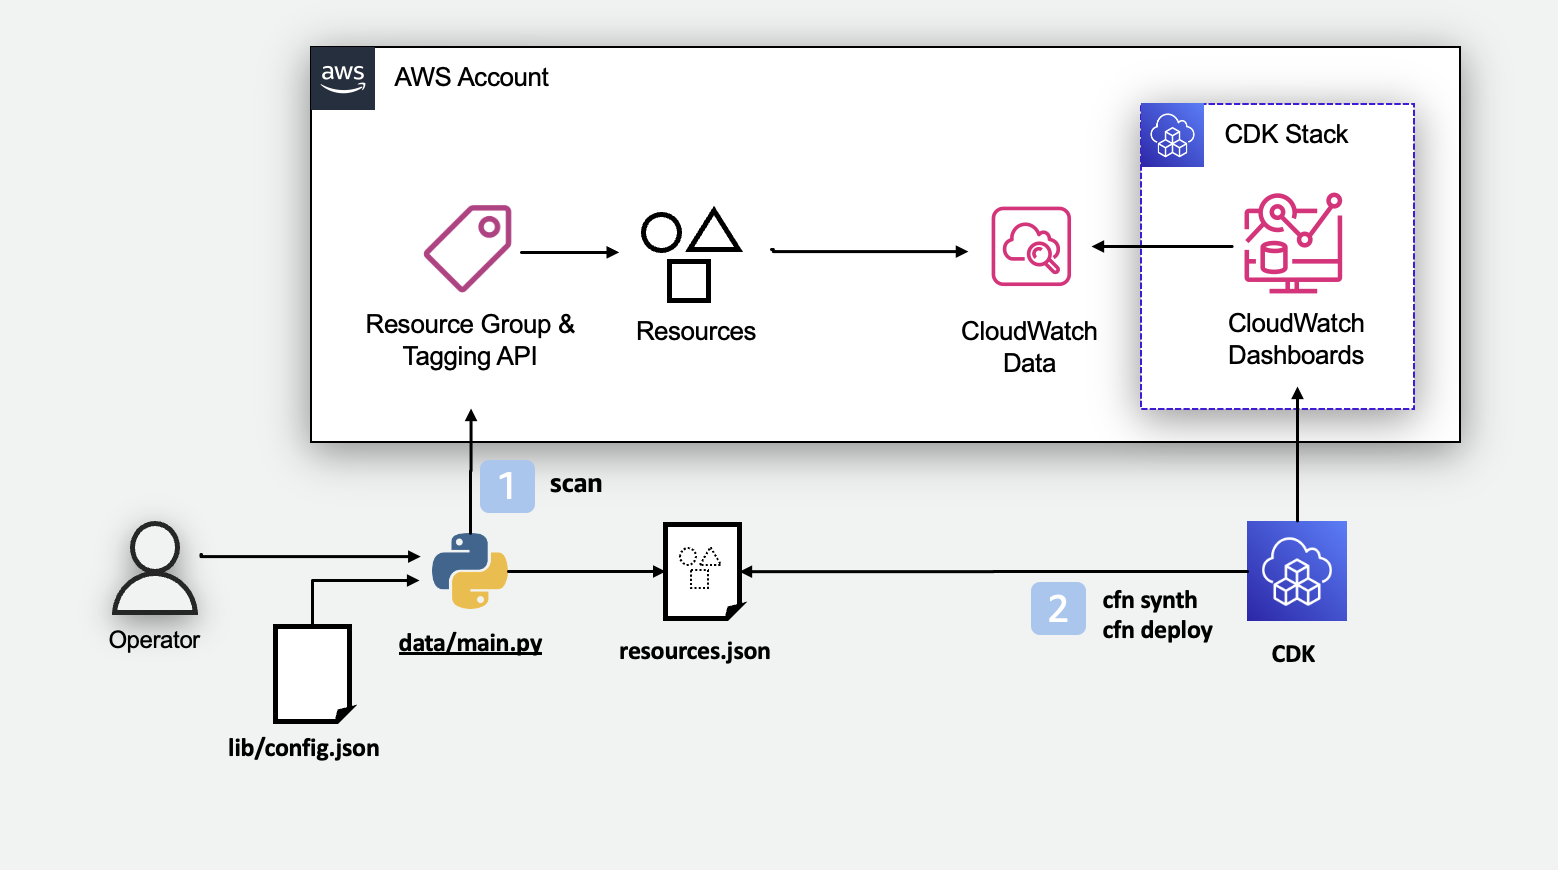 aws
AWS Account
CDK Stack
Resource Group &
Tagging API
Resources
CloudWatch
Data
CloudWatch
Dashboards
1
scan
Operator
data/main.py
resources.json
2
cfn synth
cfn deploy
CDK
lib/config.json